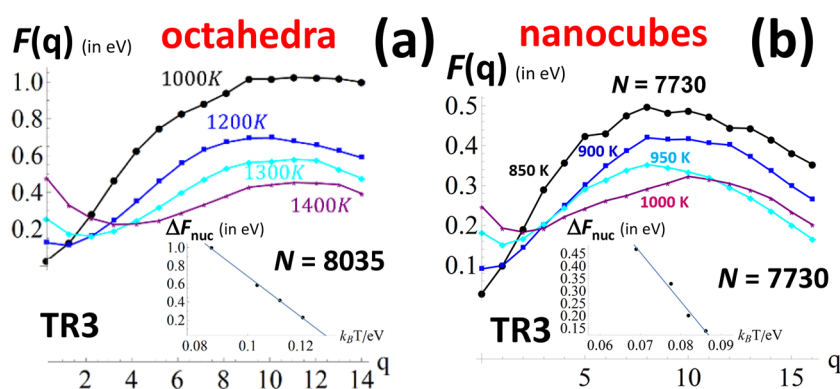 octahedra
(a)
F(q) (in eV)
1000K
1200K
1300K
1400K
1.0
0.8
0.6
0.4
0.2
ΔFnuc (in eV)
1.0
0.8
0.6
0.4
0.2
0.08
0.1
0.12
kBT/eV
N = 8035
TR3
2
4
6
8
10
12
14
q
nanocubes
(b)
F(q) (in eV)
N = 7730
850 K
900 K
950 K
1000 K
0.5
0.4
0.3
0.2
0.1
ΔFnuc (in eV)
0.45
0.40
0.35
0.30
0.25
0.20
0.15
0.06
0.07
0.08
0.09
kBT/eV
N = 7730
TR3
5
10
15
q